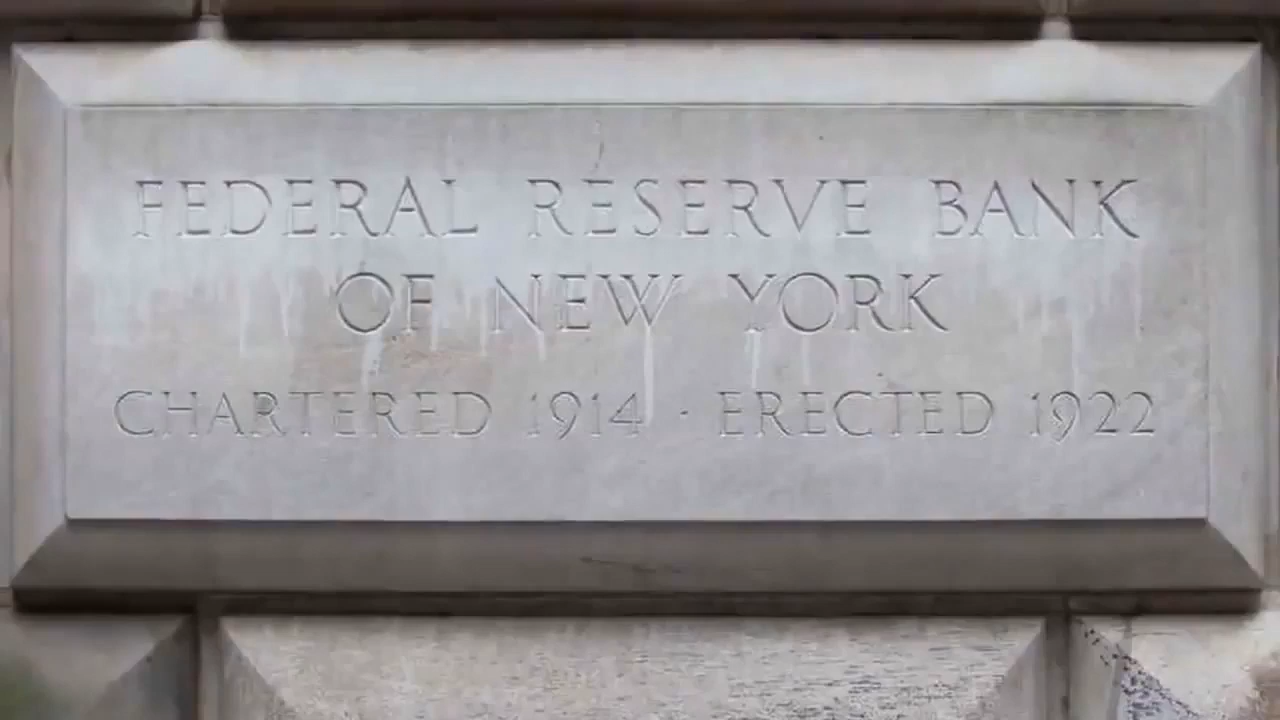 FEDERAL RESERVE BANK
OF NEW YORK
CHARTERED 1914 · ERECTED 1922